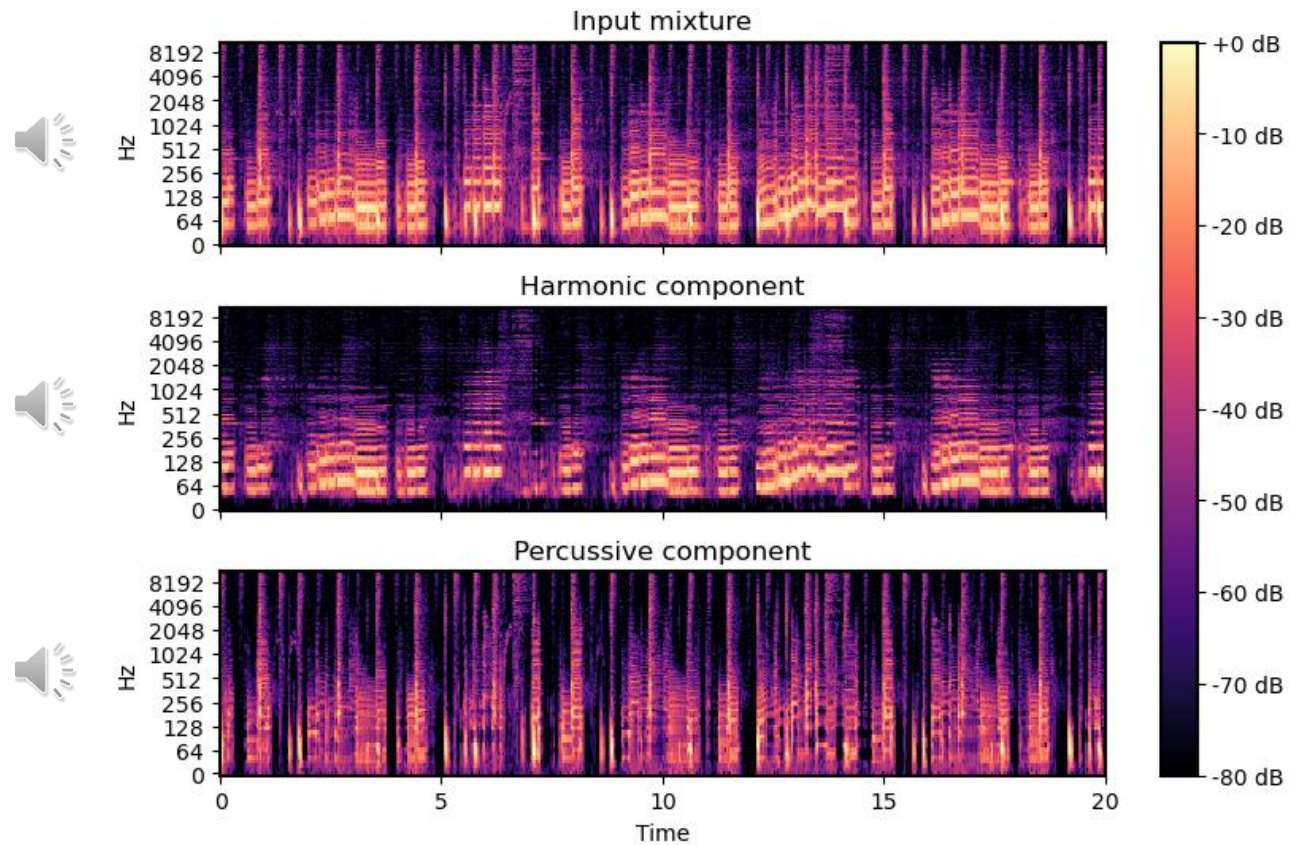 Input mixture
8192
4096
2048
1024
512
256
128
64
0
Hz
Harmonic component
8192
4096
2048
1024
512
256
128
64
0
Hz
Percussive component
8192
4096
2048
1024
512
256
128
64
0
Hz
0 5 10 15 20
Time
+0 dB
-10 dB
-20 dB
-30 dB
-40 dB
-50 dB
-60 dB
-70 dB
-80 dB